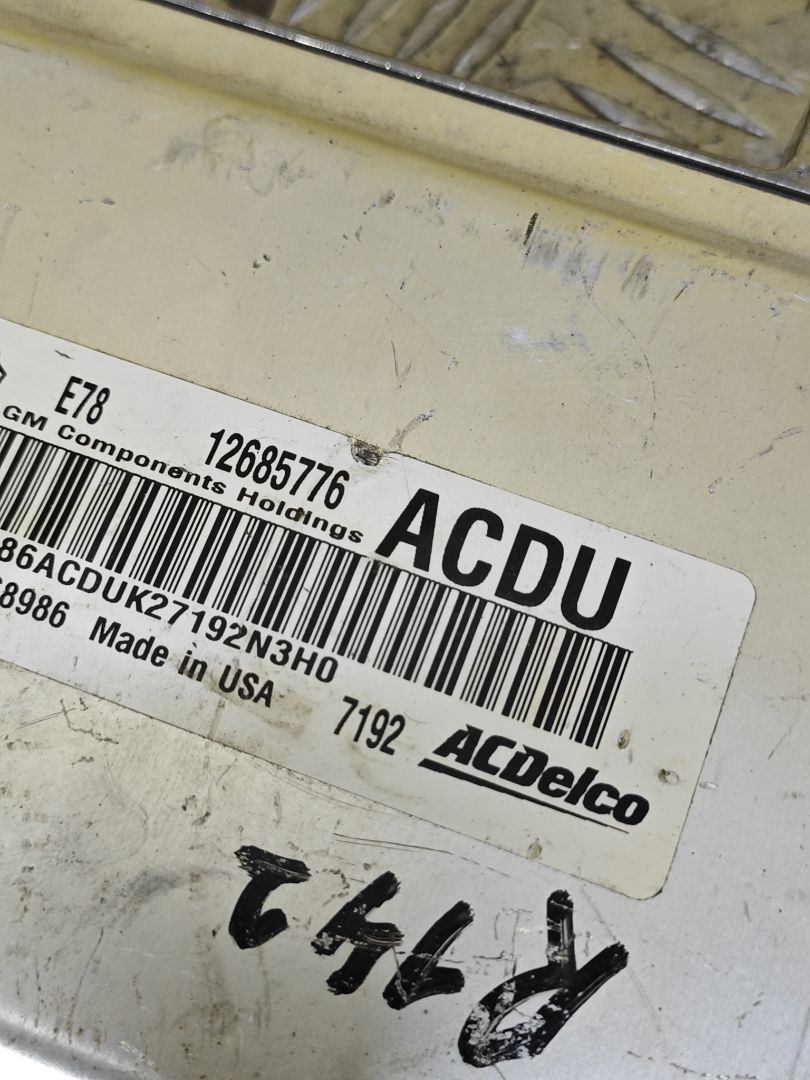 E78
12685776
GM Components Holdings
ACDU
86ACDUK27192N3H0
8986 Made in USA
7192
ACDelco